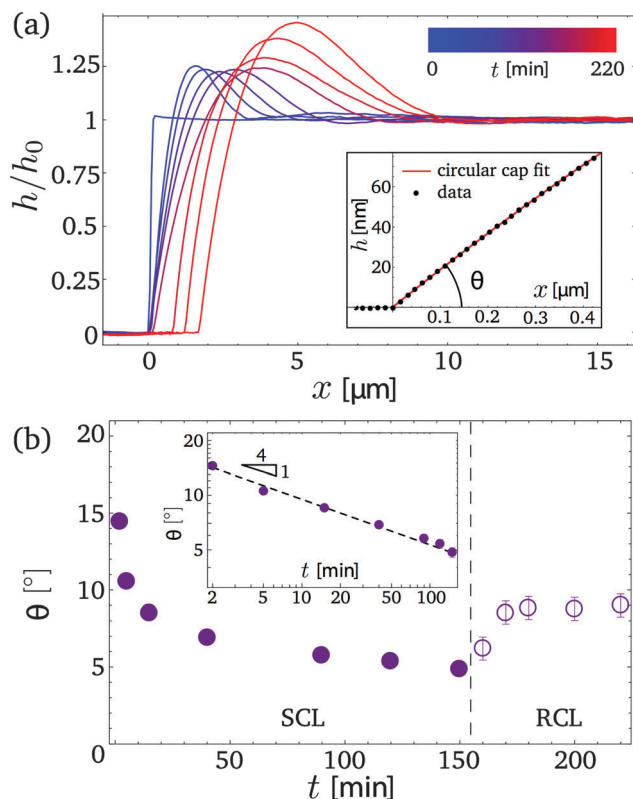 (a)
1.25
1
0.75
0.5
0.25
0
h/h₀
0 220
t [min]
circular cap fit
data
60
40
20
h [nm]
θ
x [µm]
0.1 0.2 0.3 0.4
0 5 10 15
x [µm]
(b)
20
15
10
5
0
θ [°]
20
10
5
θ [°]
4
1
t [min]
2 5 10 50 100
SCL
RCL
50 100 150 200
t [min]